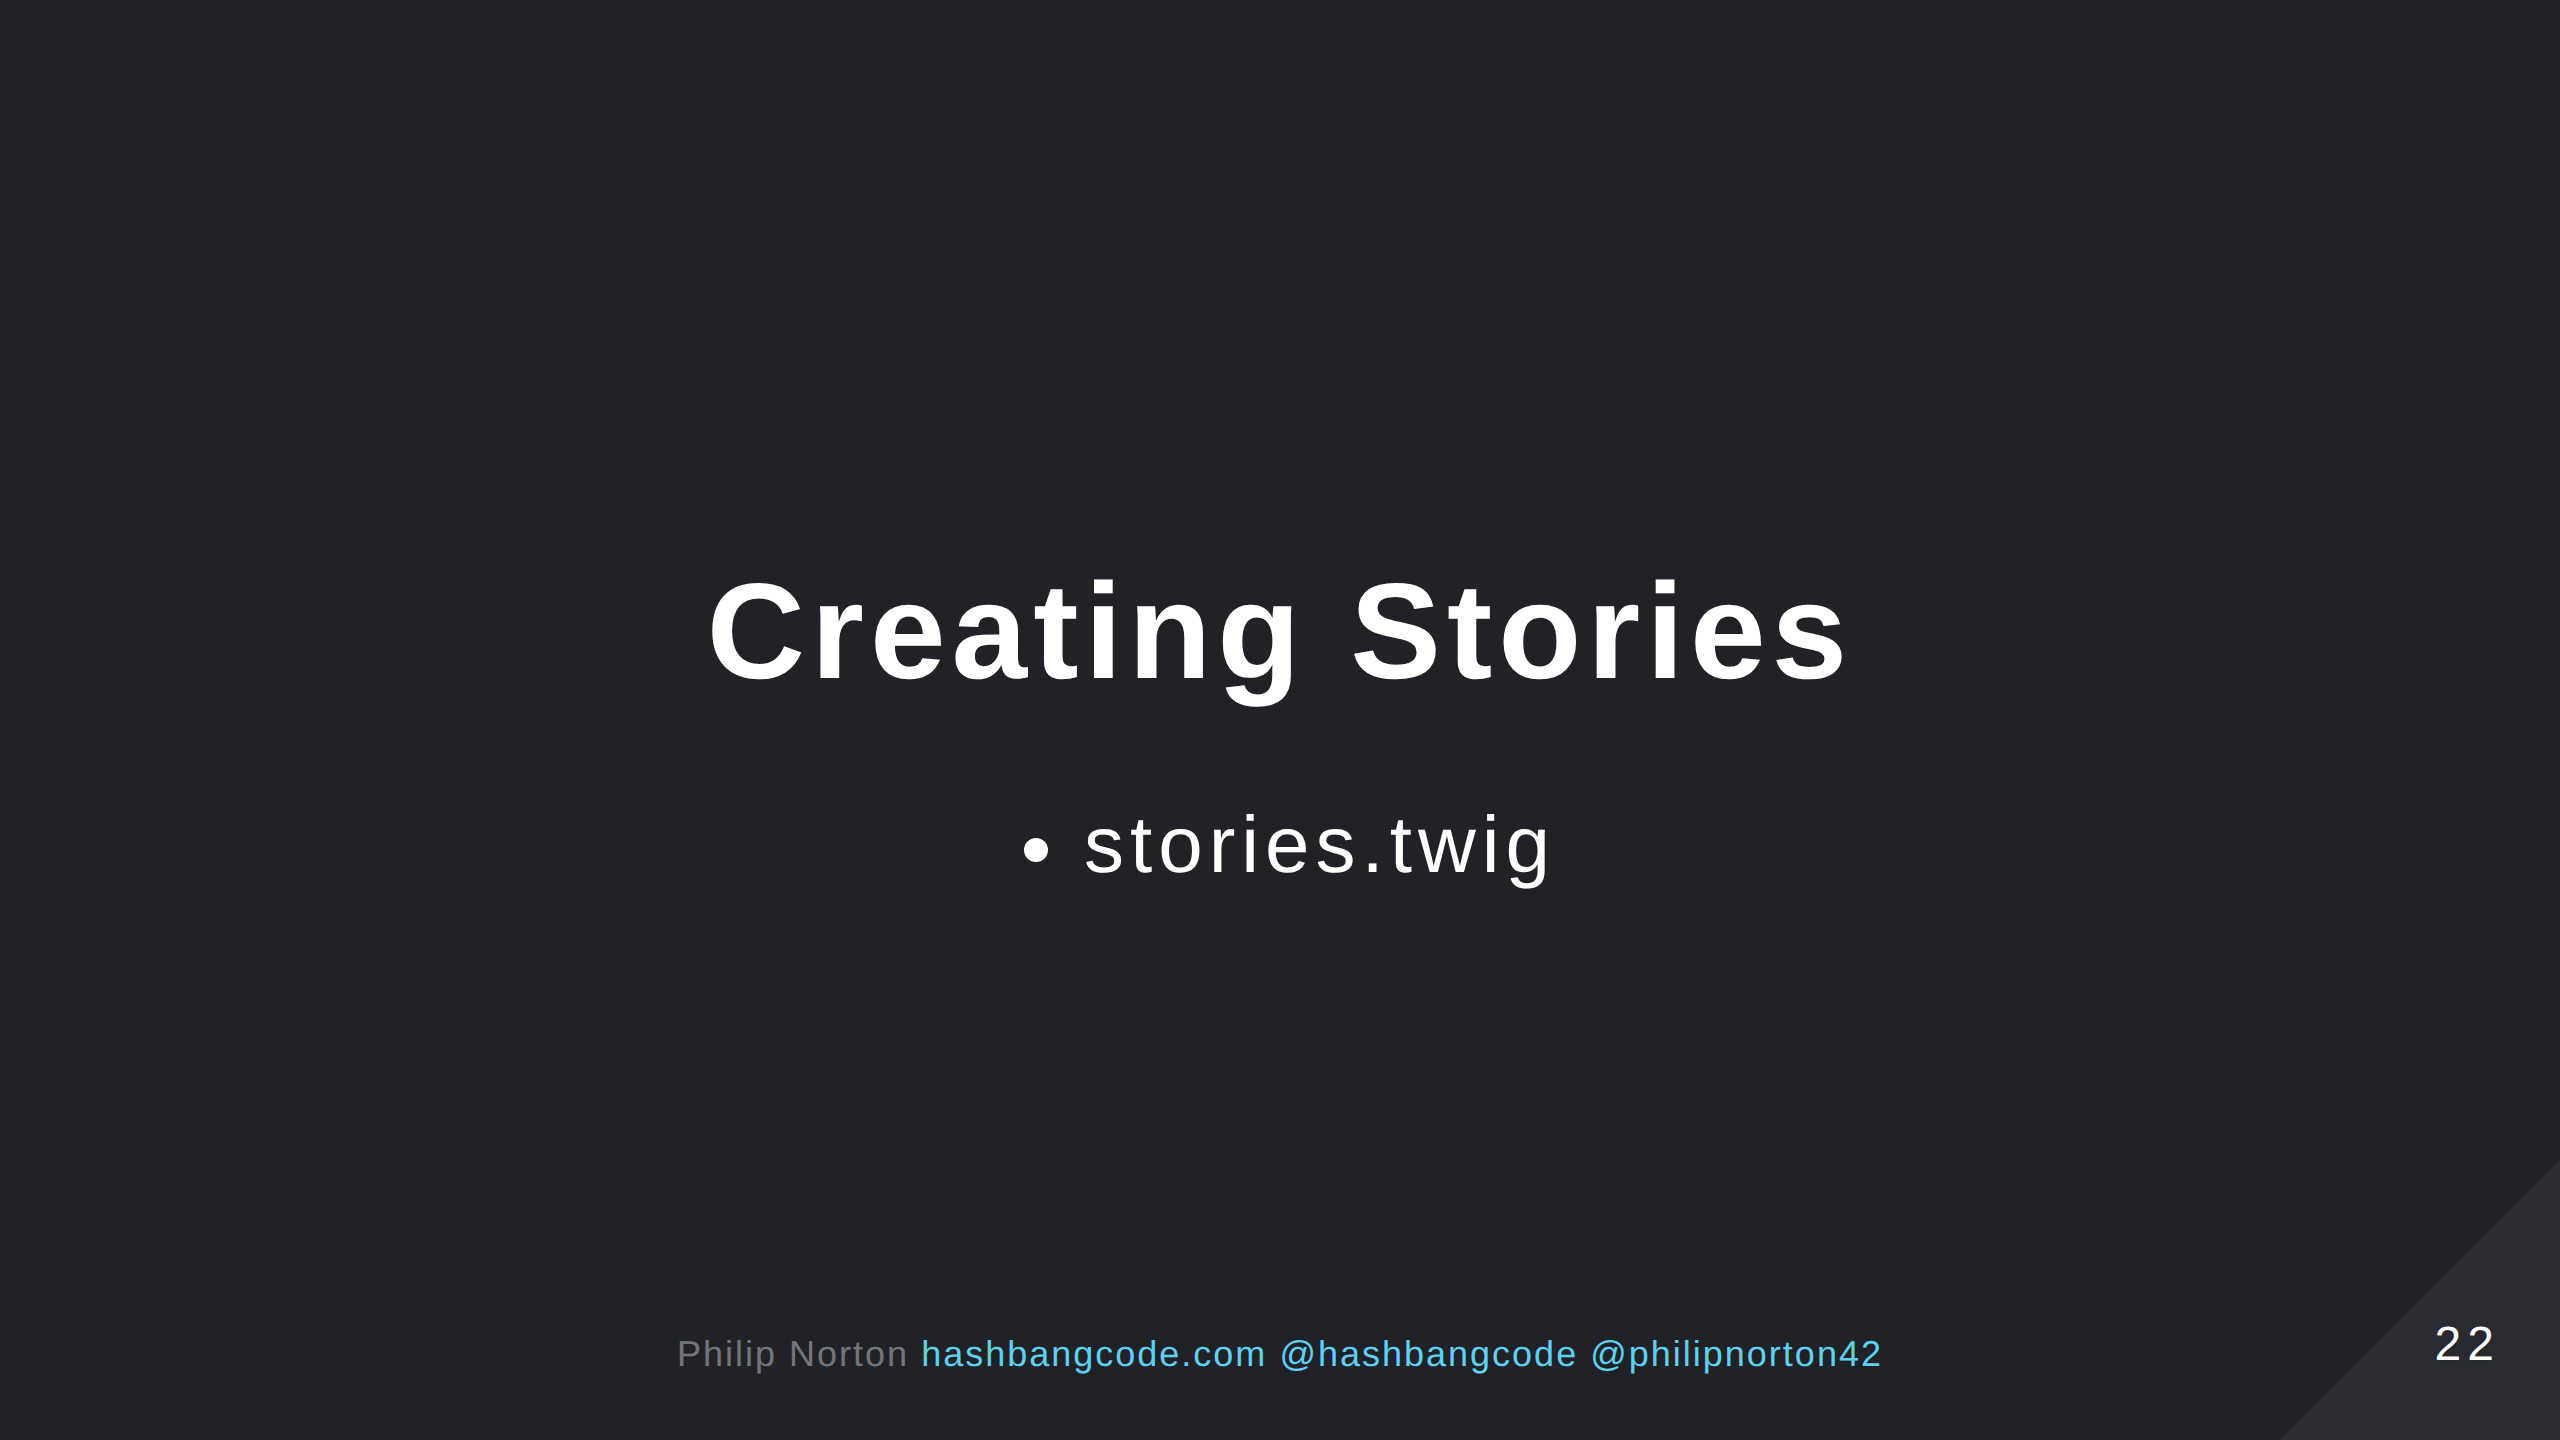 Creating Stories
• stories.twig
Philip Norton hashbangcode.com @hashbangcode @philipnorton42
22